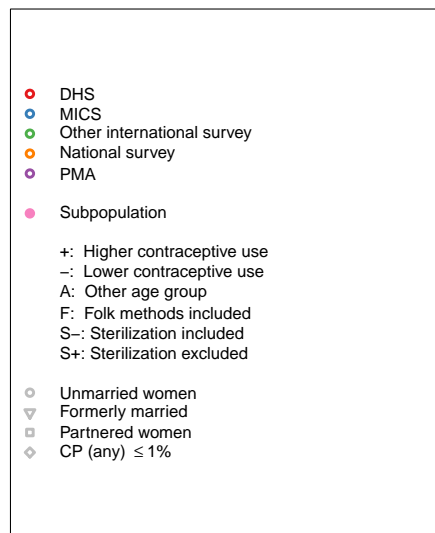 DHS
MICS
Other international survey
National survey
PMA
Subpopulation
+: Higher contraceptive use
−: Lower contraceptive use
A: Other age group
F: Folk methods included
S−: Sterilization included
S+: Sterilization excluded
Unmarried women
Formerly married
Partnered women
CP (any) ≤ 1%